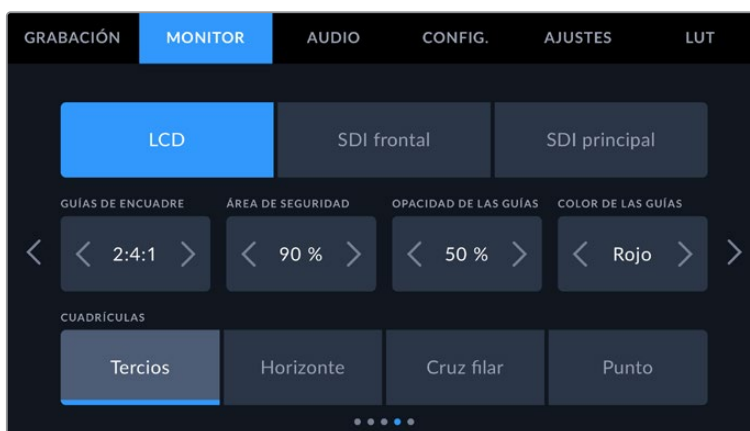 GRABACIÓN MONITOR AUDIO CONFIG. AJUSTES LUT
LCD SDI frontal SDI principal
GUÍAS DE ENCUADRE ÁREA DE SEGURIDAD OPACIDAD DE LAS GUÍAS COLOR DE LAS GUÍAS
2:4:1 90 % 50 % Rojo
CUADRÍCULAS
Tercios Horizonte Cruz filar Punto